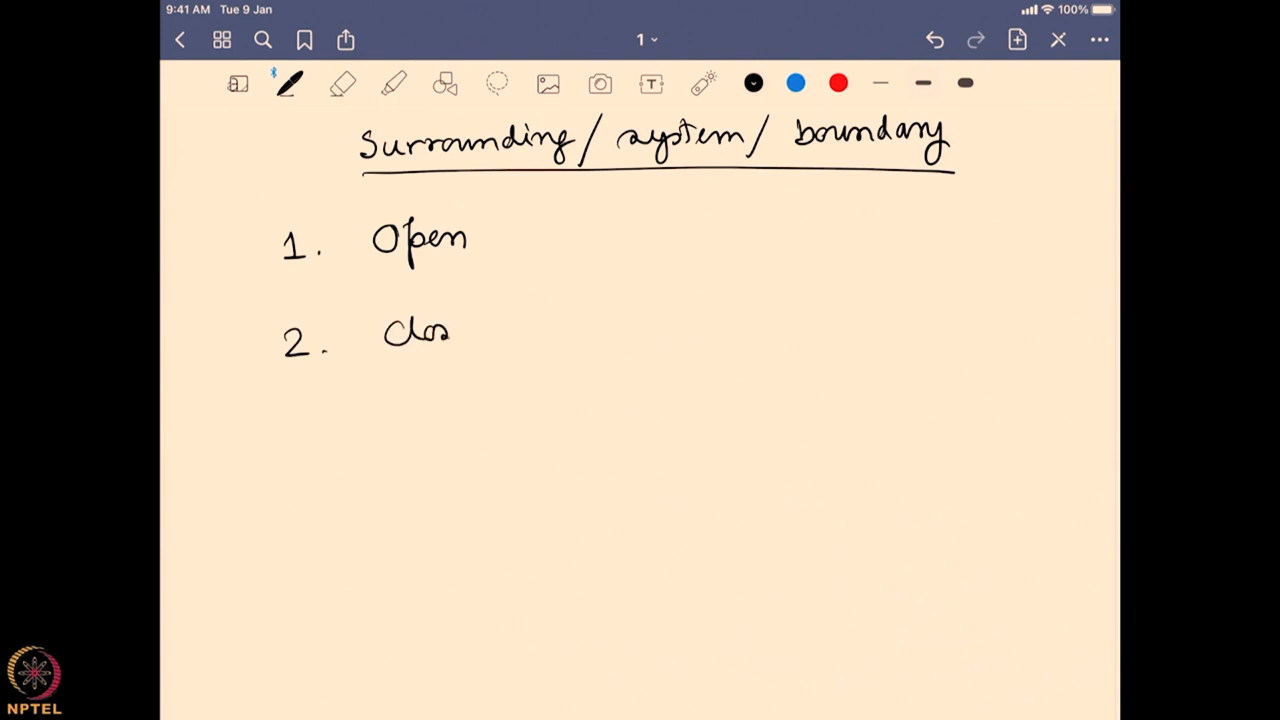 9:41 AM Tue 9 Jan 100%
1
T
Surrounding / system / boundary
1. Open
2. Clos
NPTEL